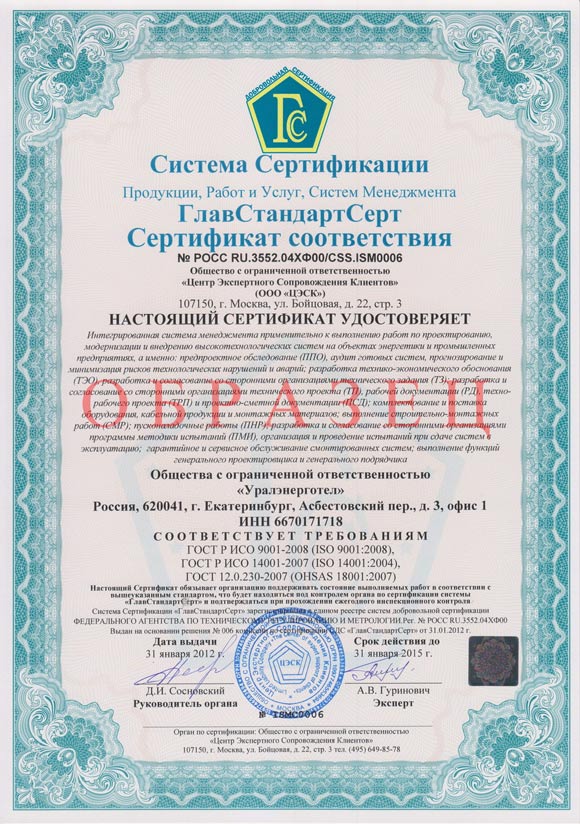 ДОБРОВОЛЬНАЯ СЕРТИФИКАЦИЯ
ГСС
Система Сертификации
Продукции, Работ и Услуг, Систем Менеджмента
ГлавСтандартСерт
Сертификат соответствия
№ РОСС RU.3552.04ХФ00/CSS.ISM0006
Общество с ограниченной ответственностью
«Центр Экспертного Сопровождения Клиентов»
(ООО «ЦЭСК»)
107150, г. Москва, ул. Бойцовая, д. 22, стр. 3
НАСТОЯЩИЙ СЕРТИФИКАТ УДОСТОВЕРЯЕТ
Интегрированная система менеджмента применительно к выполнению работ по проектированию,
модернизации и внедрению высокотехнологических систем на объектах энергетики и промышленных
предприятиях, а именно: предпроектное обследование (ППО), аудит готовых систем, прогнозирование и
минимизация рисков технологических нарушений и аварий; разработка технико-экономического обоснования
(ТЭО), разработка и согласование со сторонними организациями технического задания (ТЗ); разработка и
согласование со сторонними организациями технического проекта (ТП), рабочей документации (РД), техно-
рабочего проекта (ТРП) и проектно-сметной документации (ПСД); комплектование и поставка
оборудования, кабельной продукции и монтажных материалов; выполнение строительно-монтажных
работ (СМР); пусконаладочные работы (ПНР); разработка и согласование со сторонними организациями
программы методики испытаний (ПМИ), организация и проведение испытаний при сдаче систем в
эксплуатацию; гарантийное и сервисное обслуживание смонтированных систем; выполнение функций
генерального проектировщика и генерального подрядчика
ОБРАЗЕЦ
Общества с ограниченной ответственностью
«Уралэнерготел»
Россия, 620041, г. Екатеринбург, Асбестовский пер., д. 3, офис 1
ИНН 6670171718
СООТВЕТСТВУЕТ ТРЕБОВАНИЯМ
ГОСТ Р ИСО 9001-2008 (ISO 9001:2008),
ГОСТ Р ИСО 14001-2007 (ISO 14001:2004),
ГОСТ 12.0.230-2007 (OHSAS 18001:2007)
Настоящий Сертификат обязывает организацию поддерживать состояние выполняемых работ в соответствии с
вышеуказанным стандартом, что будет находиться под контролем органа по сертификации системы
«ГлавСтандартСерт» и подтверждаться при прохождении ежегодного инспекционного контроля
Система Сертификации «ГлавСтандартСерт» зарегистрирована в едином реестре систем добровольной сертификации
ФЕДЕРАЛЬНОГО АГЕНТСТВА ПО ТЕХНИЧЕСКОМУ РЕГУЛИРОВАНИЮ И МЕТРОЛОГИИ.Рег. № РОСС RU.3552.04ХФ00
Выдан на основании решения № 006 комиссии по сертификации СДС «ГлавСтандартСерт» от 31.01.2012 г.
Дата выдачи
31 января 2012 г.
Срок действия до
31 января 2015 г.
ЦЭСК
МОСКВА
Д.И. Сосновский
Руководитель органа
А.В. Гуринович
Эксперт
№ ISMC0006
Орган по сертификации: Общество с ограниченной ответственностью
«Центр Экспертного Сопровождения Клиентов»
107150, г. Москва, ул. Бойцовая, д. 22, стр. 3 тел. (495) 649-85-78